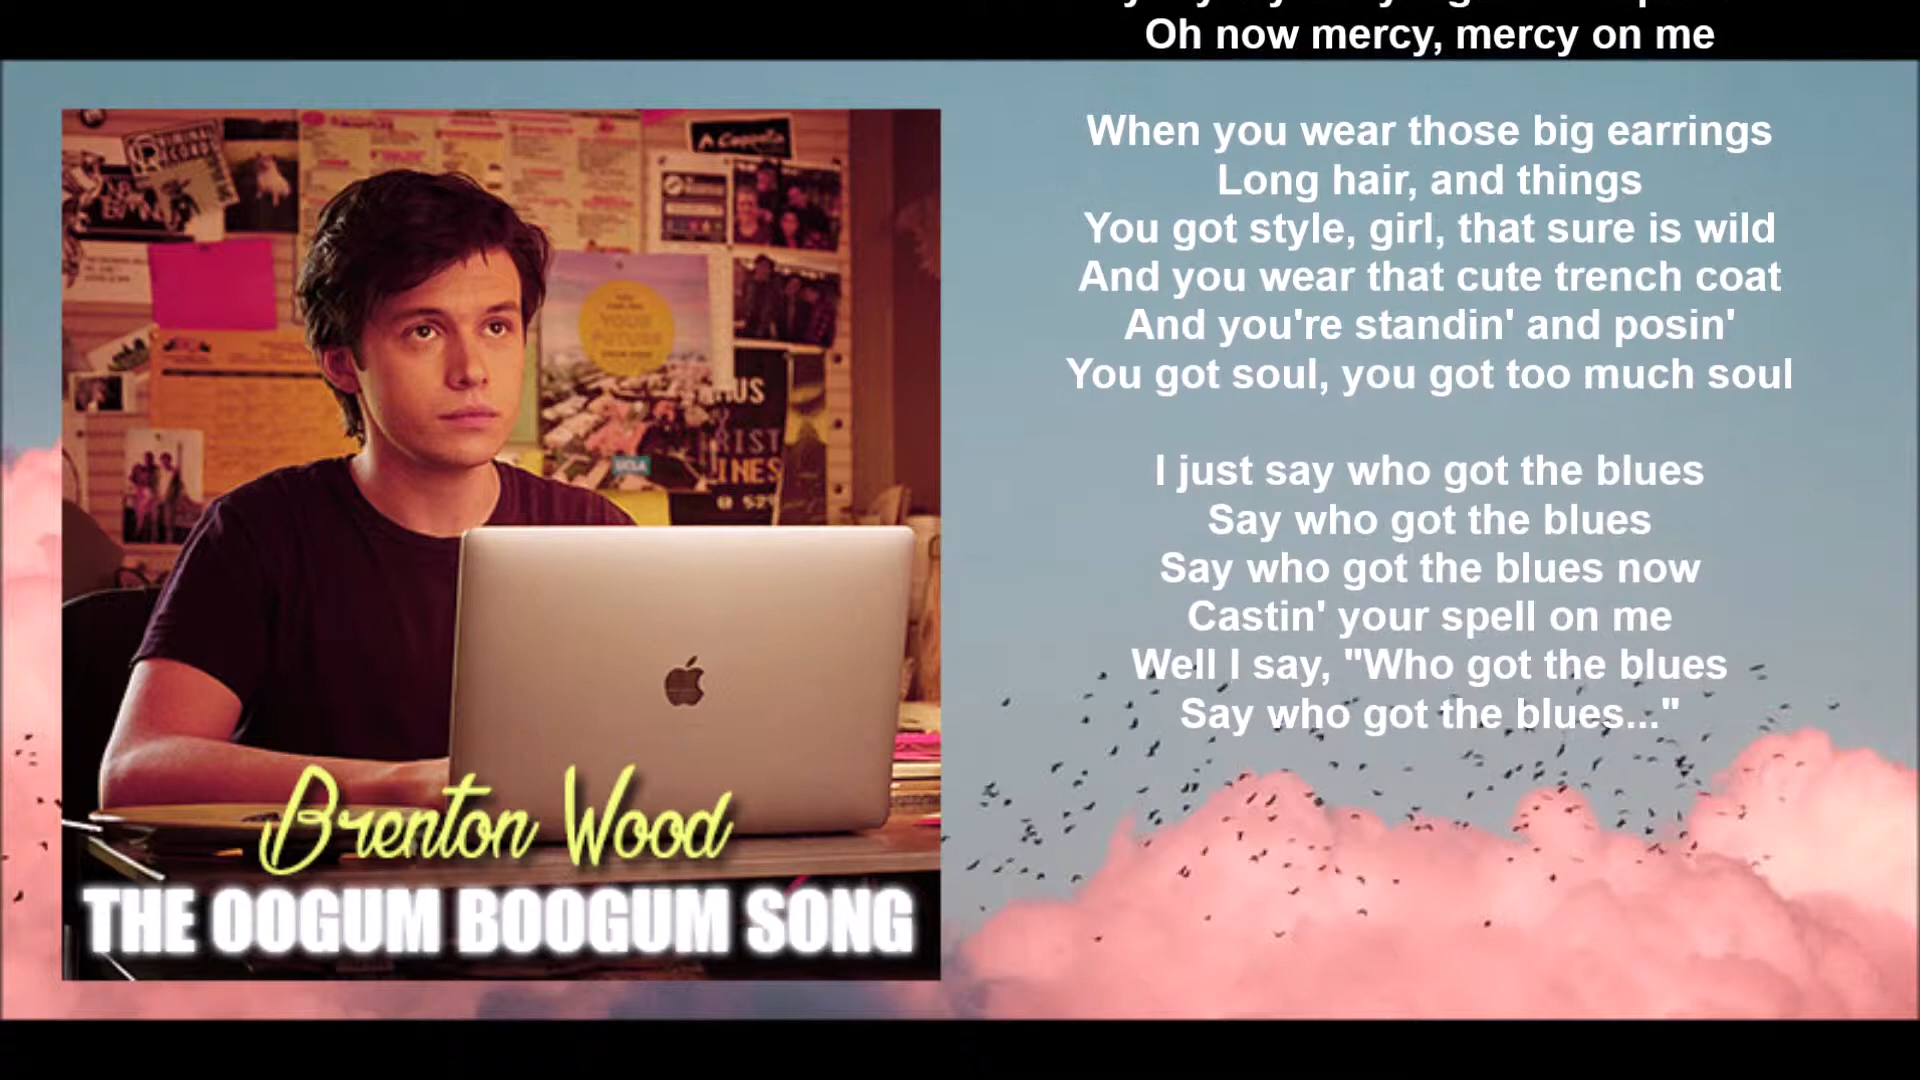 Oh now mercy, mercy on me
When you wear those big earrings
Long hair, and things
You got style, girl, that sure is wild
And you wear that cute trench coat
And you're standin' and posin'
You got soul, you got too much soul
I just say who got the blues
Say who got the blues
Say who got the blues now
Castin' your spell on me
Well I say, "Who got the blues
Say who got the blues..."
A Cappella
YOUR
FUTURE
UCLA
Brenton Wood
THE OOGUM BOOGUM SONG